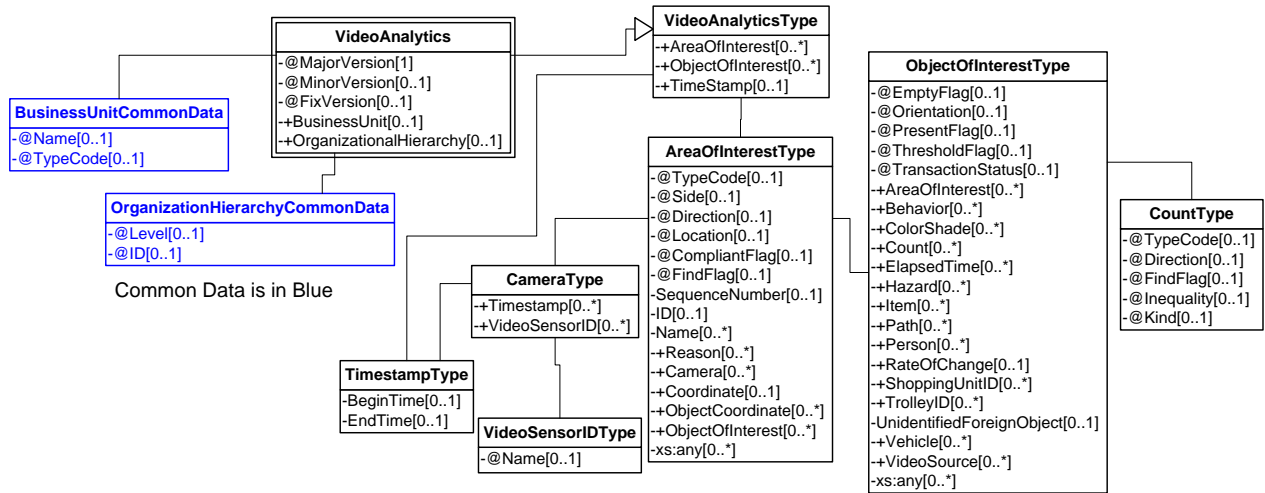 VideoAnalytics
-@MajorVersion[1]
-@MinorVersion[0..1]
-@FixVersion[0..1]
-+BusinessUnit[0..1]
-+OrganizationalHierarchy[0..1]
VideoAnalyticsType
-+AreaOfInterest[0..*]
-+ObjectOfInterest[0..*]
-+TimeStamp[0..1]
BusinessUnitCommonData
-@Name[0..1]
-@TypeCode[0..1]
OrganizationHierarchyCommonData
-@Level[0..1]
-@ID[0..1]
Common Data is in Blue
AreaOfInterestType
-@TypeCode[0..1]
-@Side[0..1]
-@Direction[0..1]
-@Location[0..1]
-@CompliantFlag[0..1]
-@FindFlag[0..1]
-SequenceNumber[0..1]
-ID[0..1]
-Name[0..*]
-+Reason[0..*]
-+Camera[0..*]
-+Coordinate[0..1]
-+ObjectCoordinate[0..*]
-+ObjectOfInterest[0..*]
-xs:any[0..*]
CameraType
-+Timestamp[0..*]
-+VideoSensorID[0..*]
TimestampType
-BeginTime[0..1]
-EndTime[0..1]
VideoSensorIDType
-@Name[0..1]
ObjectOfInterestType
-@EmptyFlag[0..1]
-@Orientation[0..1]
-@PresentFlag[0..1]
-@ThresholdFlag[0..1]
-@TransactionStatus[0..1]
-+AreaOfInterest[0..*]
-+Behavior[0..*]
-+ColorShade[0..*]
-+Count[0..*]
-+ElapsedTime[0..*]
-+Hazard[0..*]
-+Item[0..*]
-+Path[0..*]
-+Person[0..*]
-+RateOfChange[0..1]
-+ShoppingUnitID[0..*]
-+TrolleyID[0..*]
-UnidentifiedForeignObject[0..1]
-+Vehicle[0..*]
-+VideoSource[0..*]
-xs:any[0..*]
CountType
-@TypeCode[0..1]
-@Direction[0..1]
-@FindFlag[0..1]
-@Inequality[0..1]
-@Kind[0..1]